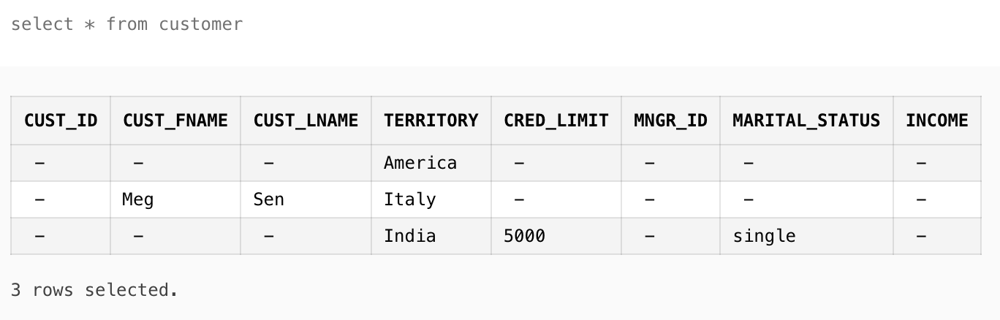 select * from customer
CUST_ID CUST_FNAME CUST_LNAME TERRITORY CRED_LIMIT MNGR_ID MARITAL_STATUS INCOME
– – – America – – – –
– Meg Sen Italy – – – –
– – – India 5000 – single –
3 rows selected.